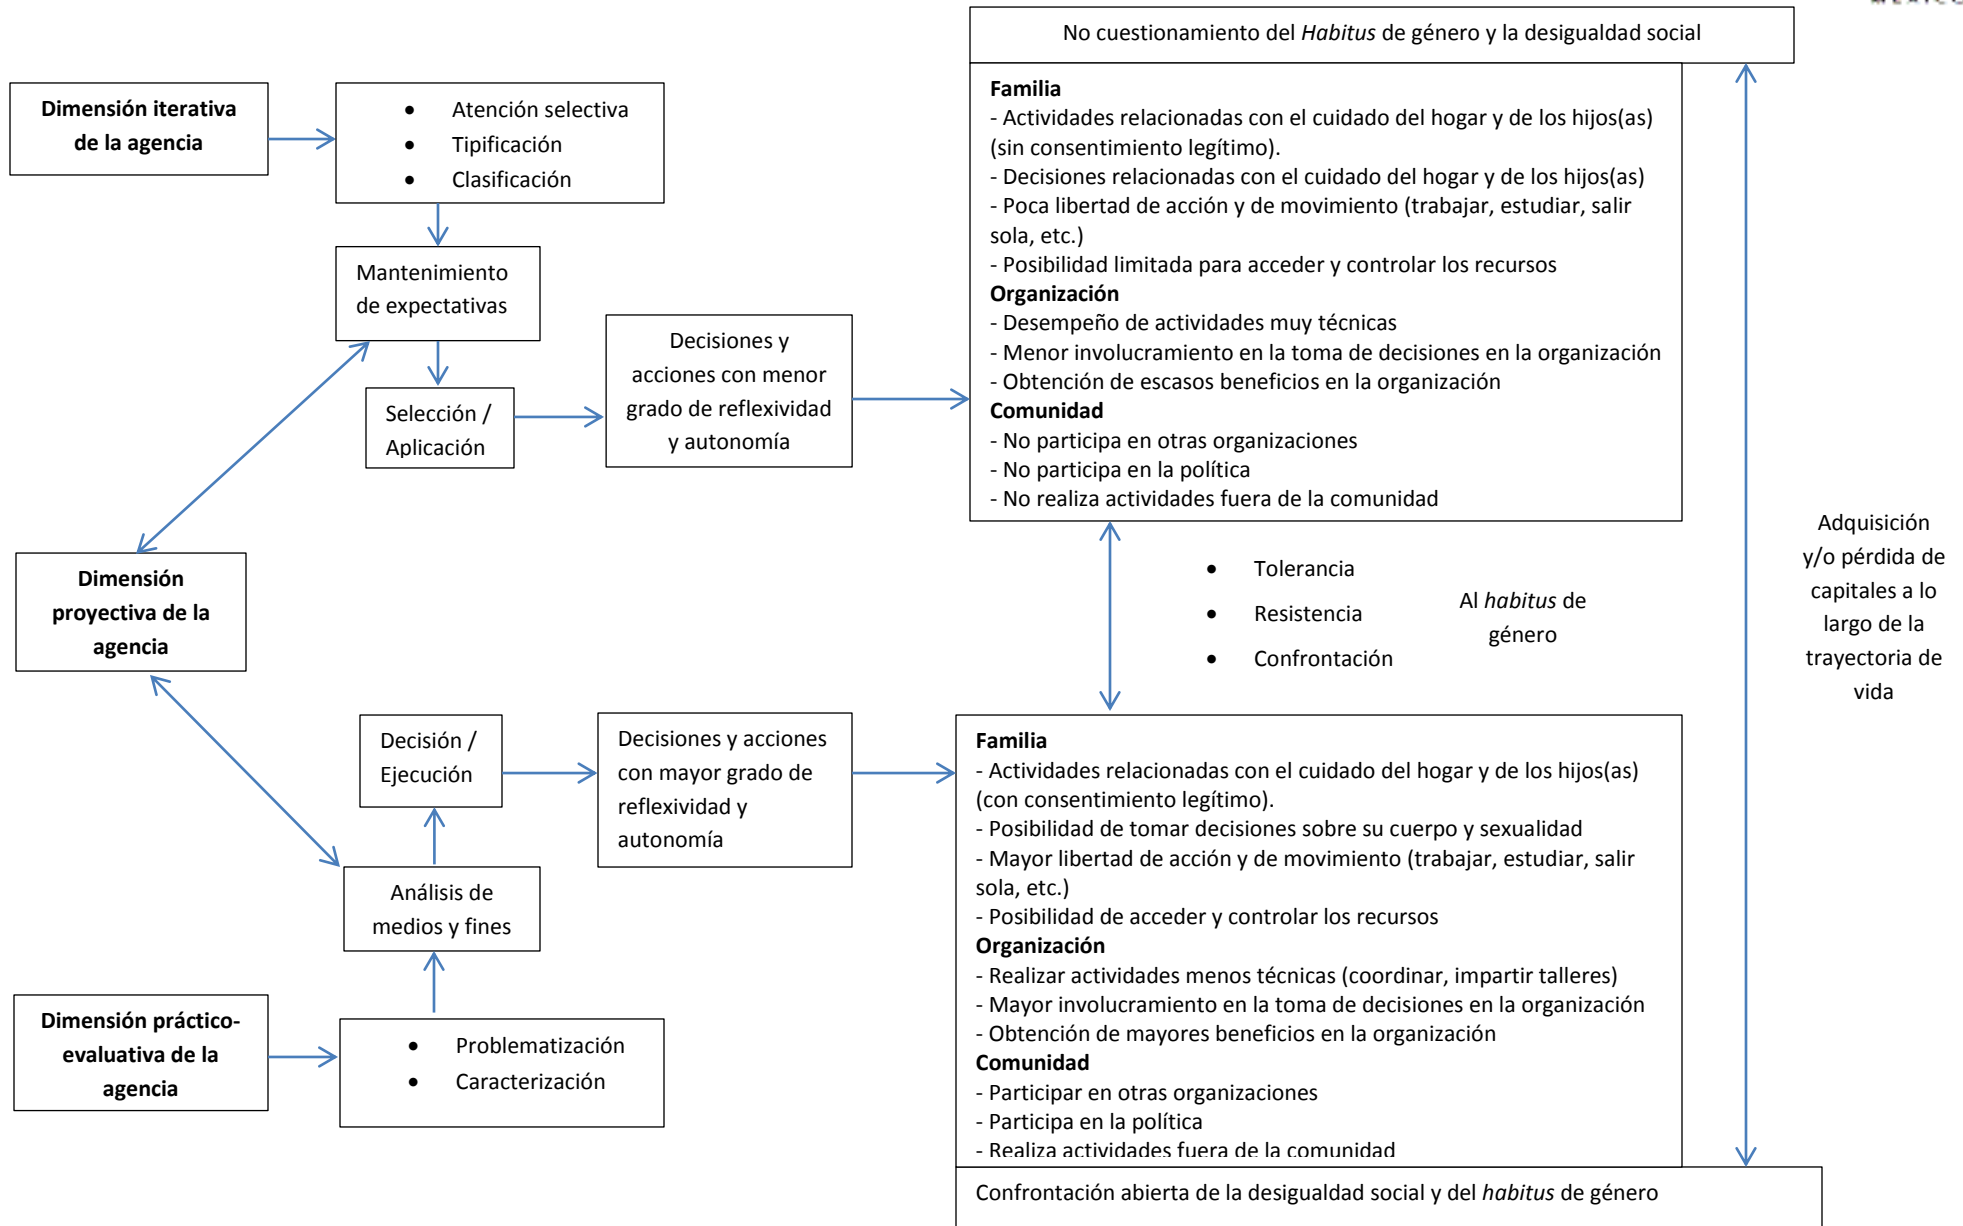 No cuestionamiento del Habitus de género y la desigualdad social
Dimensión iterativa
de la agencia
• Atención selectiva
• Tipificación
• Clasificación
Mantenimiento
de expectativas
Selección /
Aplicación
Decisiones y
acciones con menor
grado de reflexividad
y autonomía
Familia
- Actividades relacionadas con el cuidado del hogar y de los hijos(as)
(sin consentimiento legítimo).
- Decisiones relacionadas con el cuidado del hogar y de los hijos(as)
- Poca libertad de acción y de movimiento (trabajar, estudiar, salir
sola, etc.)
- Posibilidad limitada para acceder y controlar los recursos
Organización
- Desempeño de actividades muy técnicas
- Menor involucramiento en la toma de decisiones en la organización
- Obtención de escasos beneficios en la organización
Comunidad
- No participa en otras organizaciones
- No participa en la política
- No realiza actividades fuera de la comunidad
Dimensión
proyectiva de la
agencia
• Tolerancia
• Resistencia
• Confrontación
Al habitus de
género
Adquisición
y/o pérdida de
capitales a lo
largo de la
trayectoria de
vida
Decisión /
Ejecución
Decisiones y acciones
con mayor grado de
reflexividad y
autonomía
Análisis de
medios y fines
Dimensión práctico-
evaluativa de la
agencia
• Problematización
• Caracterización
Familia
- Actividades relacionadas con el cuidado del hogar y de los hijos(as)
(con consentimiento legítimo).
- Posibilidad de tomar decisiones sobre su cuerpo y sexualidad
- Mayor libertad de acción y de movimiento (trabajar, estudiar, salir
sola, etc.)
- Posibilidad de acceder y controlar los recursos
Organización
- Realizar actividades menos técnicas (coordinar, impartir talleres)
- Mayor involucramiento en la toma de decisiones en la organización
- Obtención de mayores beneficios en la organización
Comunidad
- Participar en otras organizaciones
- Participa en la política
- Realiza actividades fuera de la comunidad
Confrontación abierta de la desigualdad social y del habitus de género